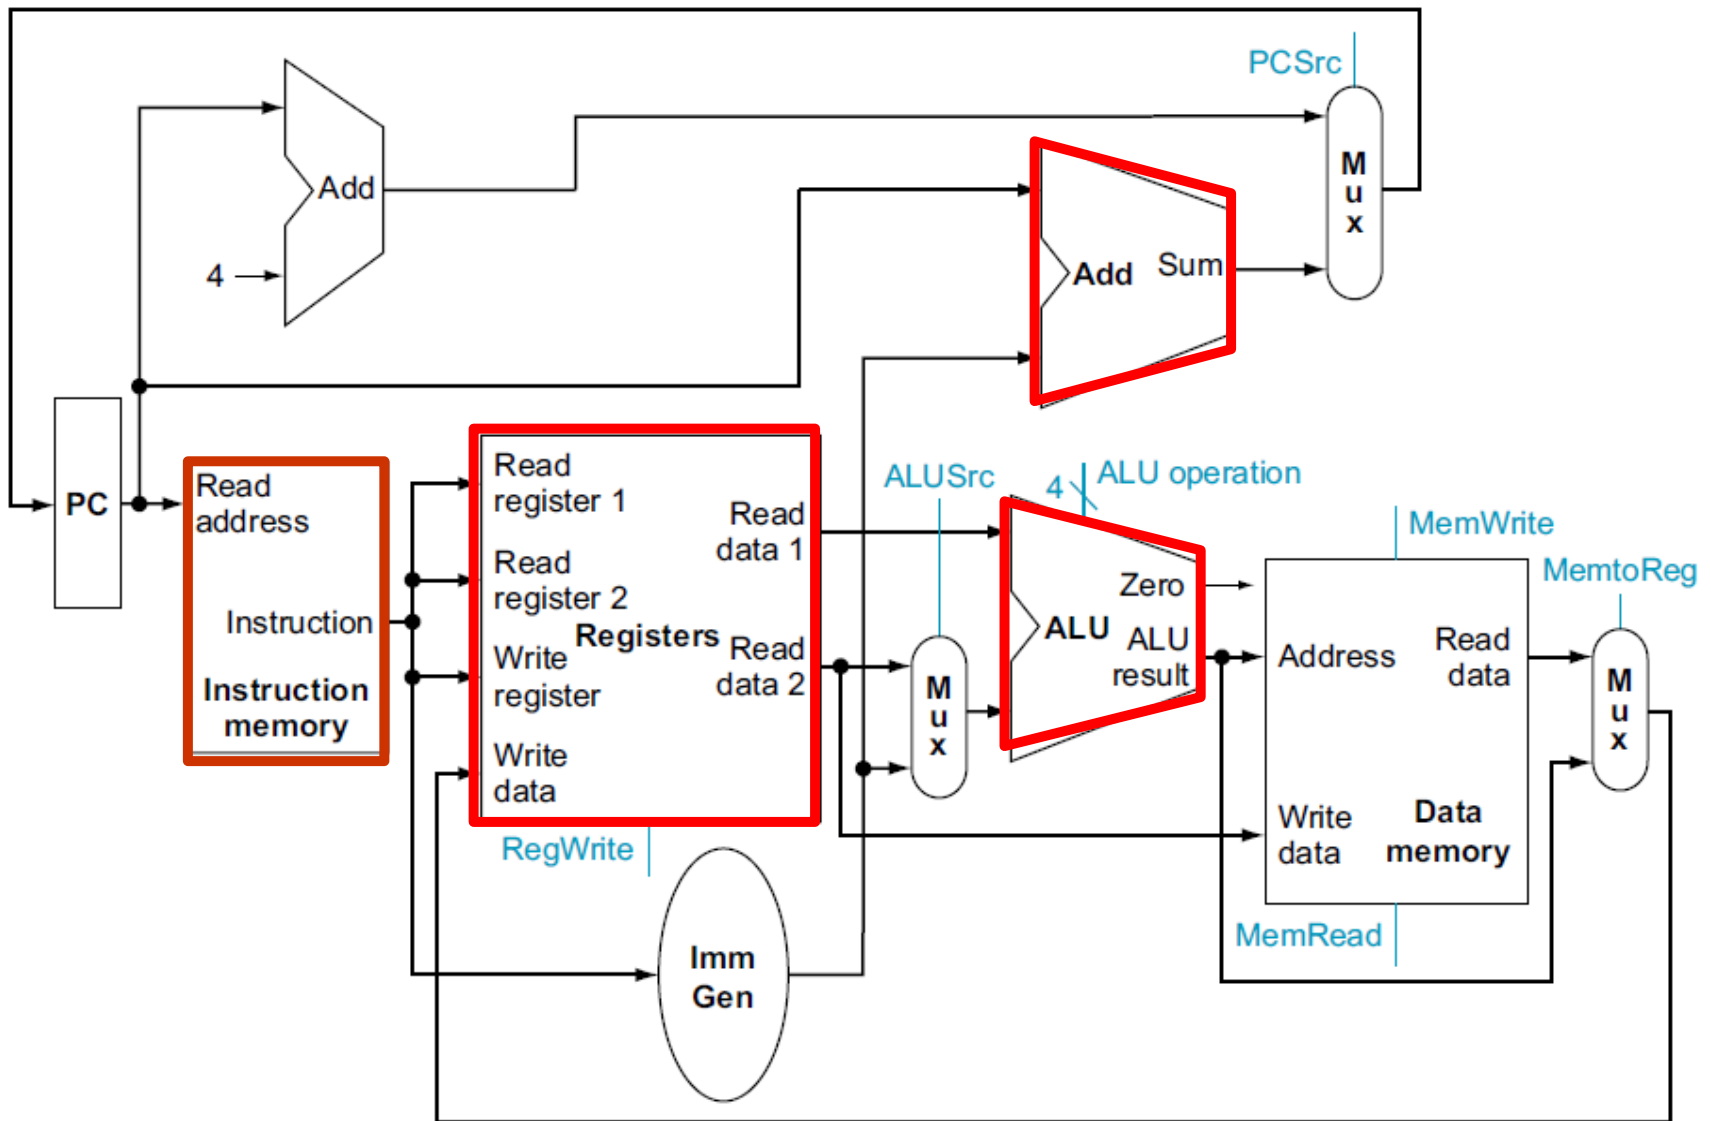 PCSrc
M
u
x
Add
4
Add
Sum
PC
Read
address
Instruction
Instruction
memory
Read
register 1
Read
register 2
Registers
Write
register
Write
data
Read
data 1
Read
data 2
RegWrite
Imm
Gen
ALUSrc
M
u
x
4
ALU operation
Zero
ALU
ALU
result
MemWrite
Address
Read
data
Write
data
Data
memory
MemRead
MemtoReg
M
u
x